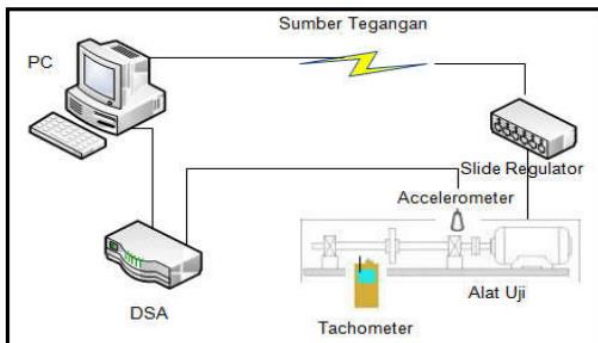 Sumber Tegangan
PC
Slide Regulator
Accelerometer
Alat Uji
DSA
Tachometer